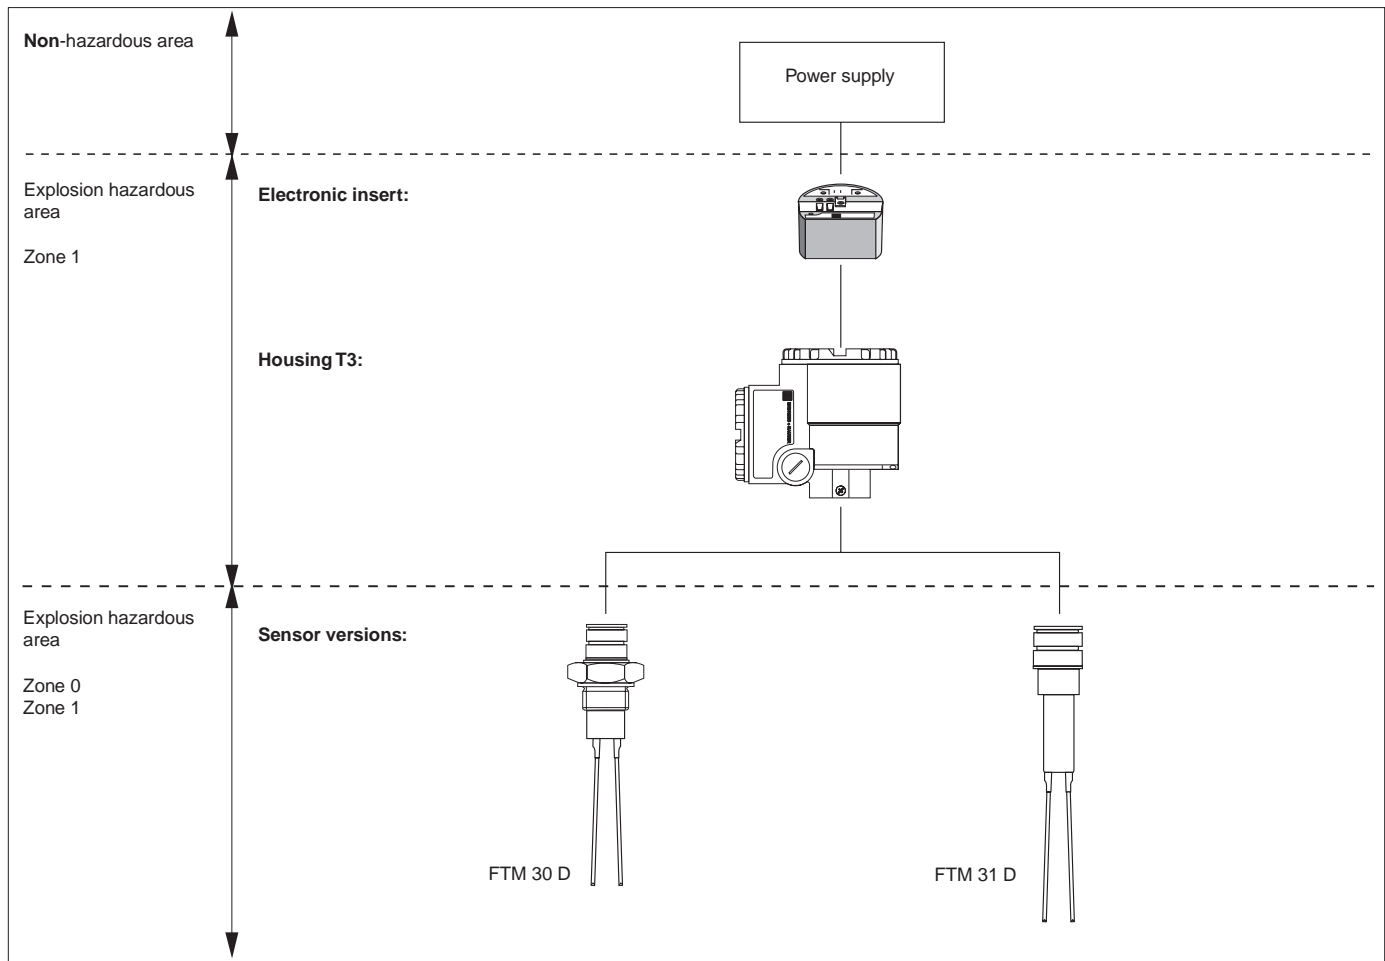 Non-hazardous area
Power supply
Explosion hazardous
area
Zone 1
Electronic insert:
Housing T3:
Explosion hazardous
area
Zone 0
Zone 1
Sensor versions:
FTM 30 D
FTM 31 D